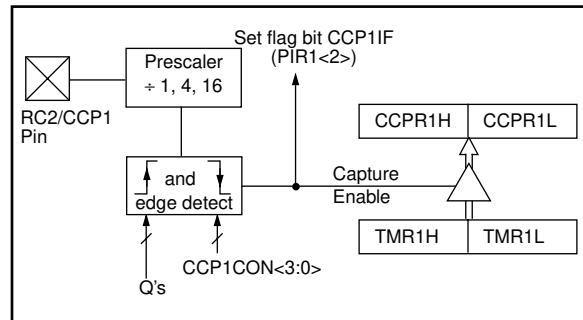 Set flag bit CCP1IF
(PIR1<2>)
Prescaler
÷ 1, 4, 16
RC2/CCP1
Pin
CCPR1H
CCPR1L
and
edge detect
Capture
Enable
TMR1H
TMR1L
CCP1CON<3:0>
Q's